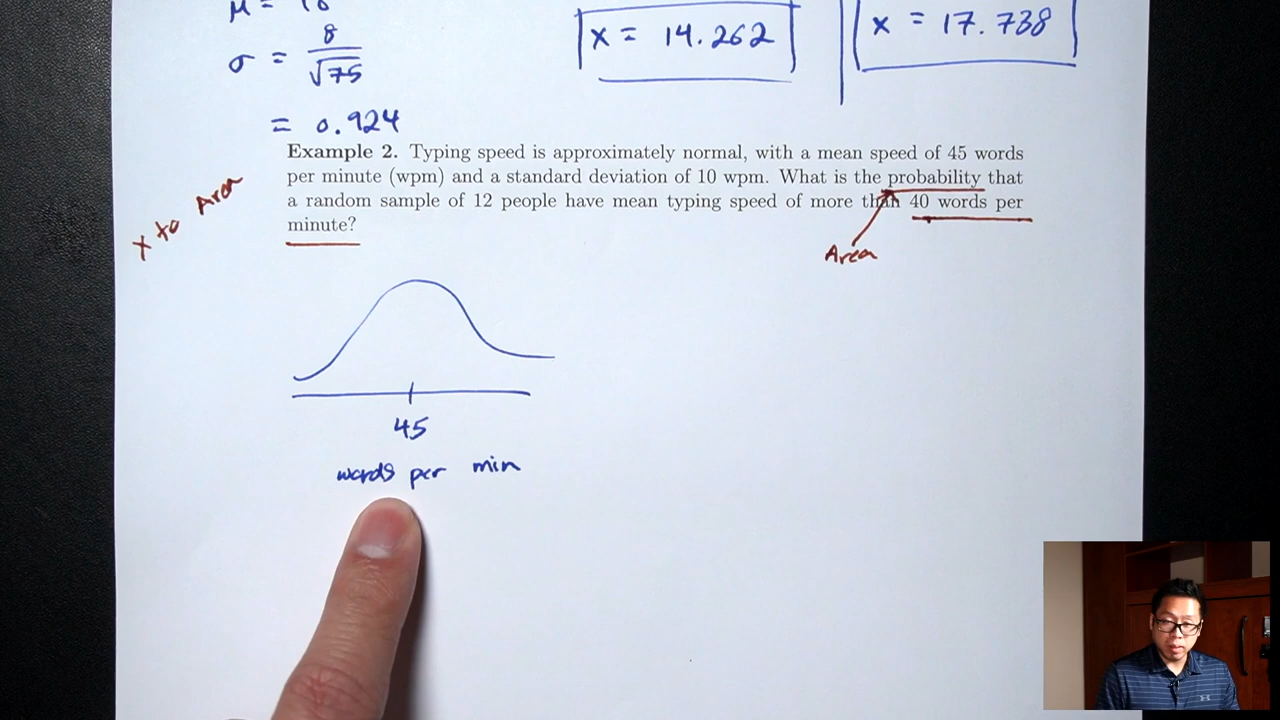 μ = 18
σ = 8 / √75
= 0.924
x = 14.262
x = 17.738
Example 2. Typing speed is approximately normal, with a mean speed of 45 words
per minute (wpm) and a standard deviation of 10 wpm. What is the probability that
a random sample of 12 people have mean typing speed of more than 40 words per
minute?
x to Area
Area
45
words per min